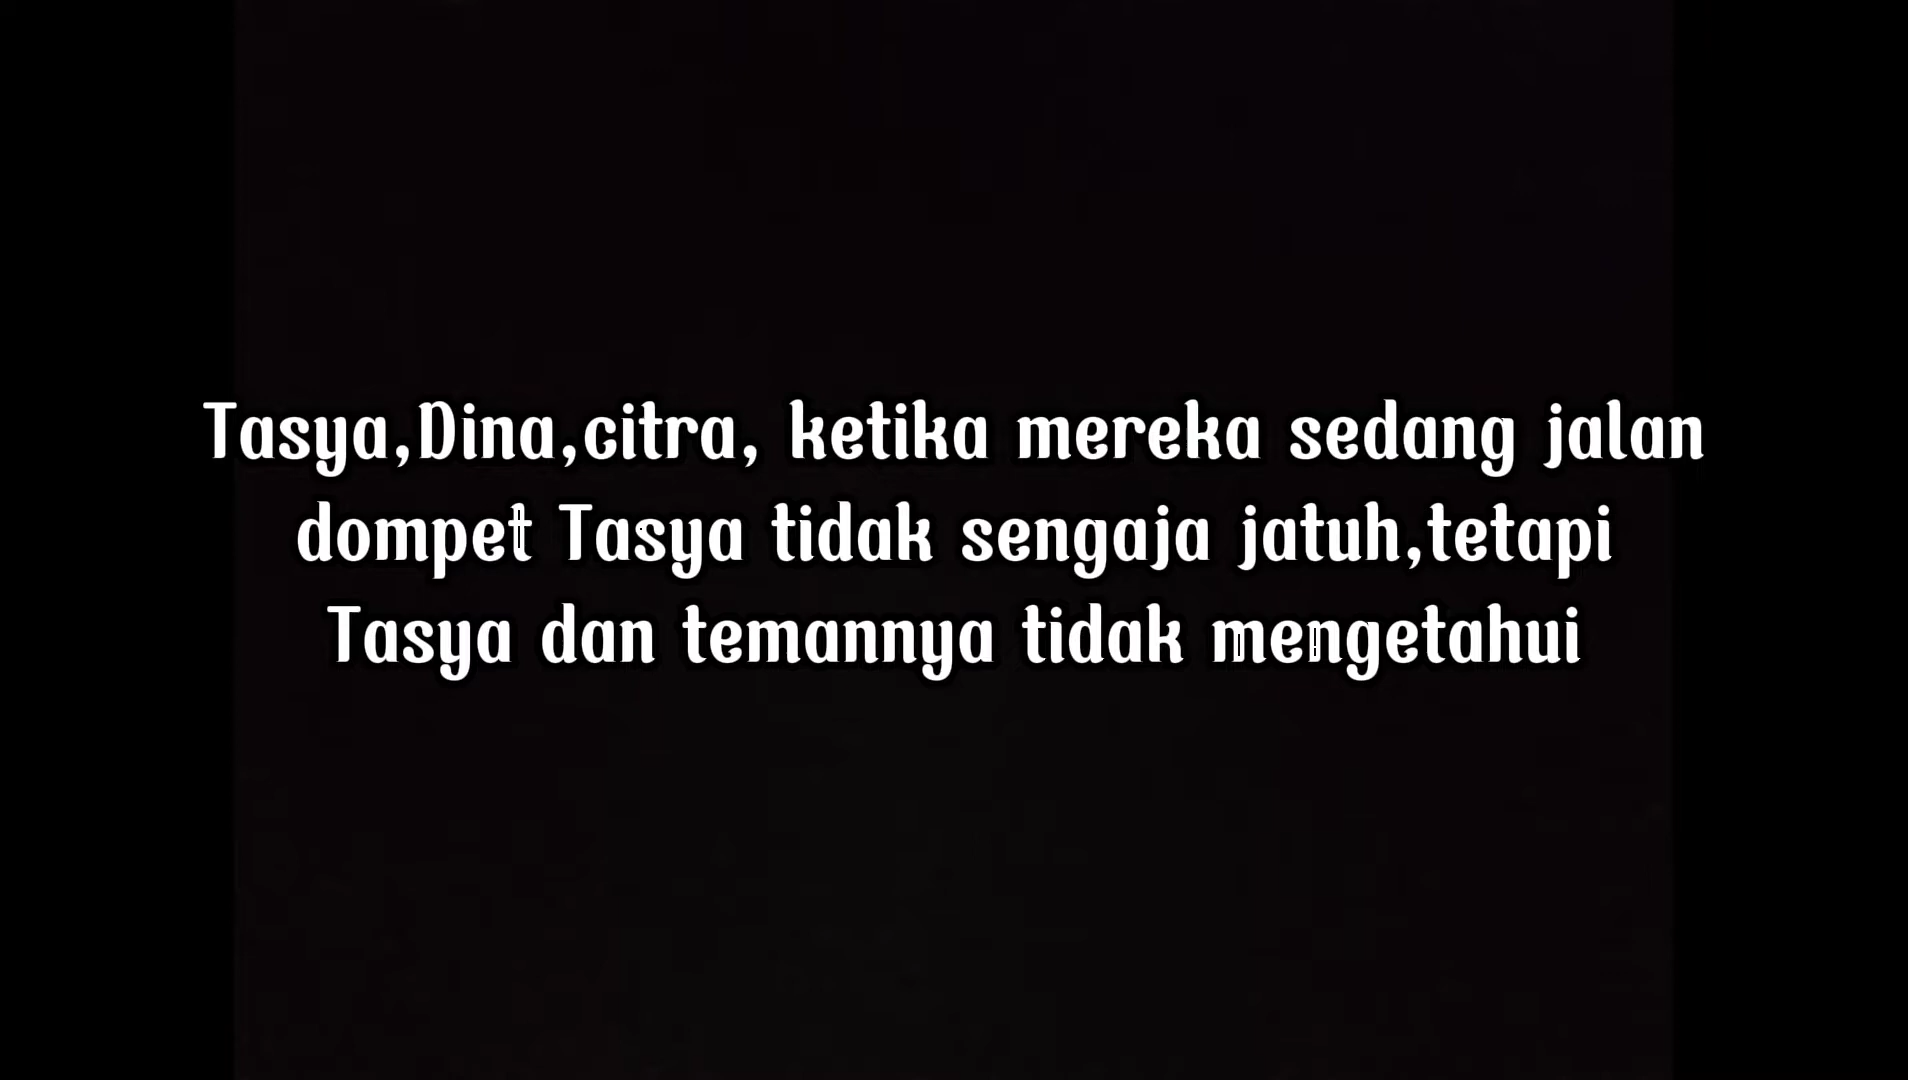 Tasya,Dina,citra, ketika mereka sedang jalan
dompet Tasya tidak sengaja jatuh,tetapi
Tasya dan temannya tidak mengetahui